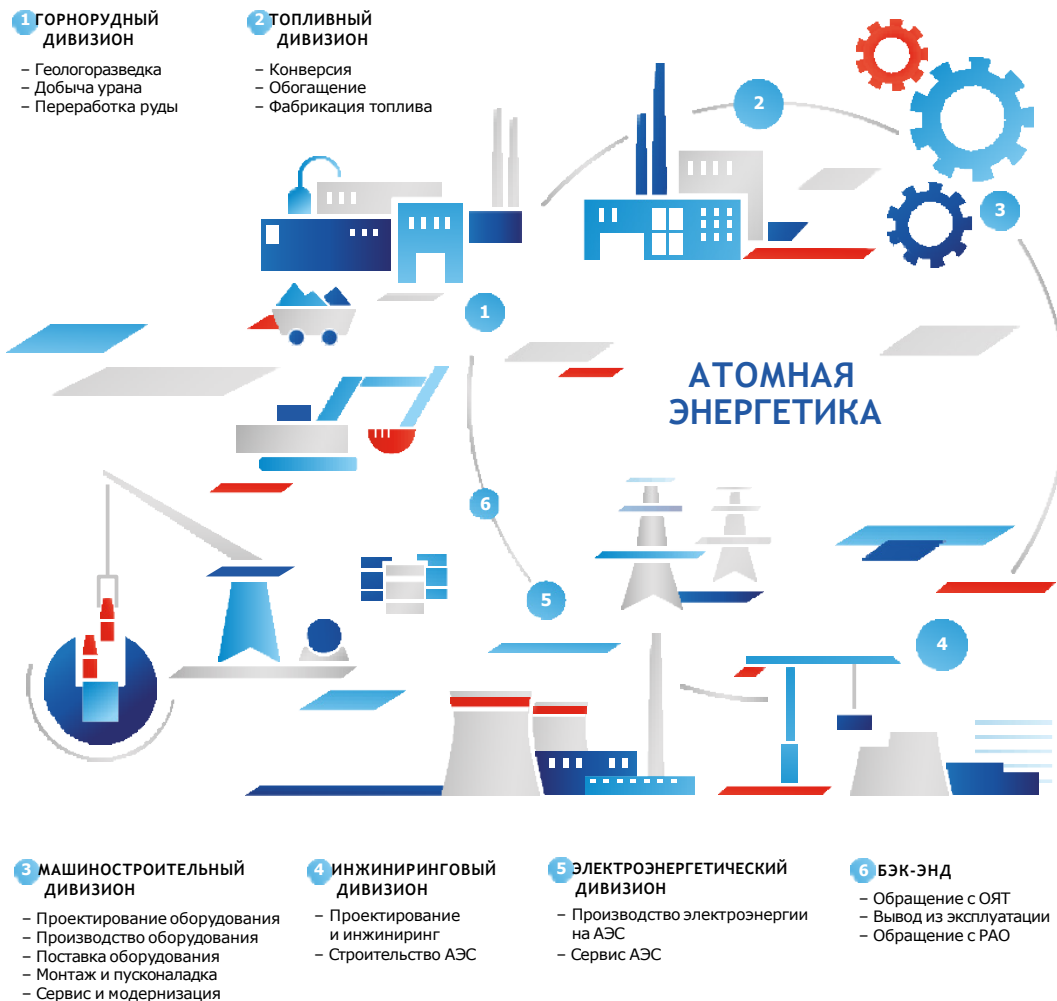 1 ГОРНОРУДНЫЙ
ДИВИЗИОН
– Геологоразведка
– Добыча урана
– Переработка руды
2 ТОПЛИВНЫЙ
ДИВИЗИОН
– Конверсия
– Обогащение
– Фабрикация топлива
2
3
1
АТОМНАЯ
ЭНЕРГЕТИКА
6
5
4
3 МАШИНОСТРОИТЕЛЬНЫЙ
ДИВИЗИОН
– Проектирование оборудования
– Производство оборудования
– Поставка оборудования
– Монтаж и пусконаладка
– Сервис и модернизация
4 ИНЖИНИРИНГОВЫЙ
ДИВИЗИОН
– Проектирование
и инжиниринг
– Строительство АЭС
5 ЭЛЕКТРОЭНЕРГЕТИЧЕСКИЙ
ДИВИЗИОН
– Производство электроэнергии
на АЭС
– Сервис АЭС
6 БЭК-ЭНД
– Обращение с ОЯТ
– Вывод из эксплуатации
– Обращение с РАО